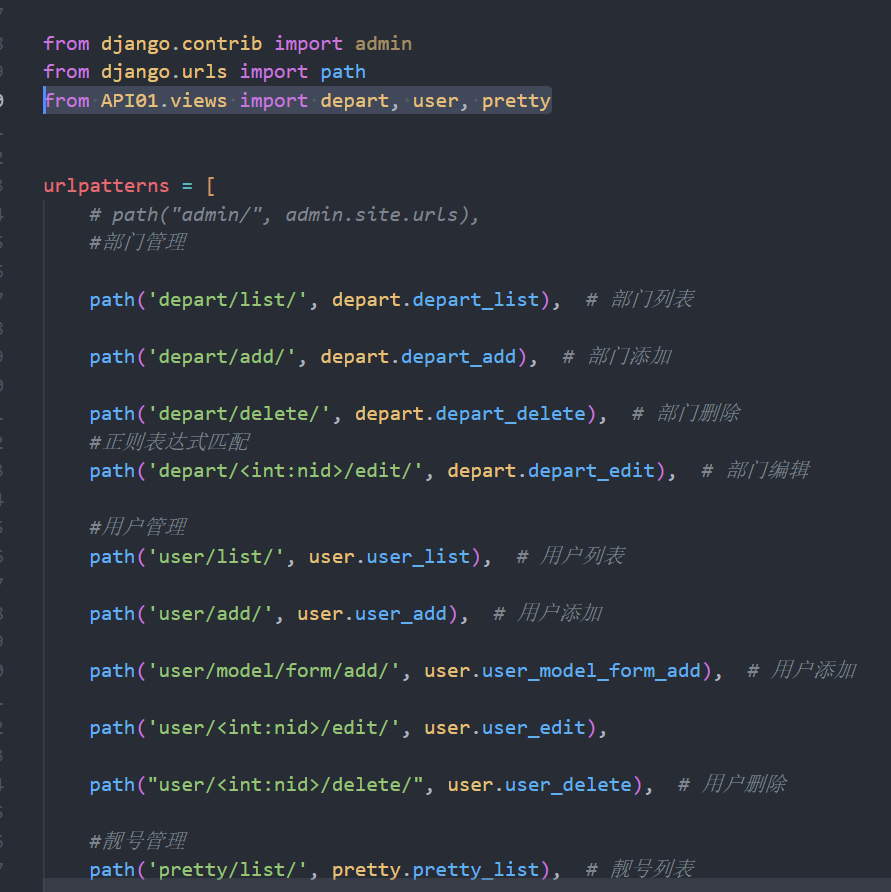 from django.contrib import admin
from django.urls import path
from API01.views import depart, user, pretty
urlpatterns = [
# path("admin/", admin.site.urls),
#部门管理
path('depart/list/', depart.depart_list),  # 部门列表
path('depart/add/', depart.depart_add),  # 部门添加
path('depart/delete/', depart.depart_delete),  # 部门删除
#正则表达式匹配
path('depart/<int:nid>/edit/', depart.depart_edit),  # 部门编辑
#用户管理
path('user/list/', user.user_list),  # 用户列表
path('user/add/', user.user_add),  # 用户添加
path('user/model/form/add/', user.user_model_form_add),  # 用户添加
path('user/<int:nid>/edit/', user.user_edit),
path("user/<int:nid>/delete/", user.user_delete),  # 用户删除
#靓号管理
path('pretty/list/', pretty.pretty_list),  # 靓号列表